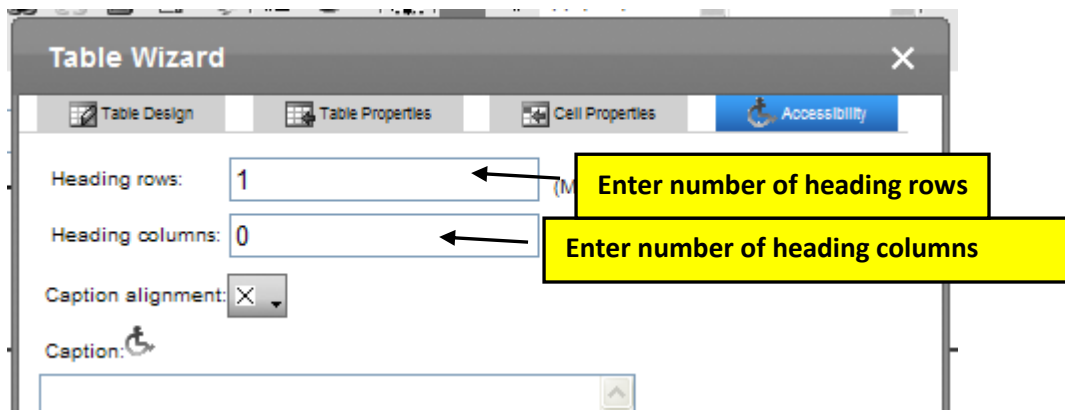 Table Wizard
Table Design Table Properties Cell Properties Accessibility
Heading rows: 1 (M Enter number of heading rows
Heading columns: 0 Enter number of heading columns
Caption alignment:
Caption: